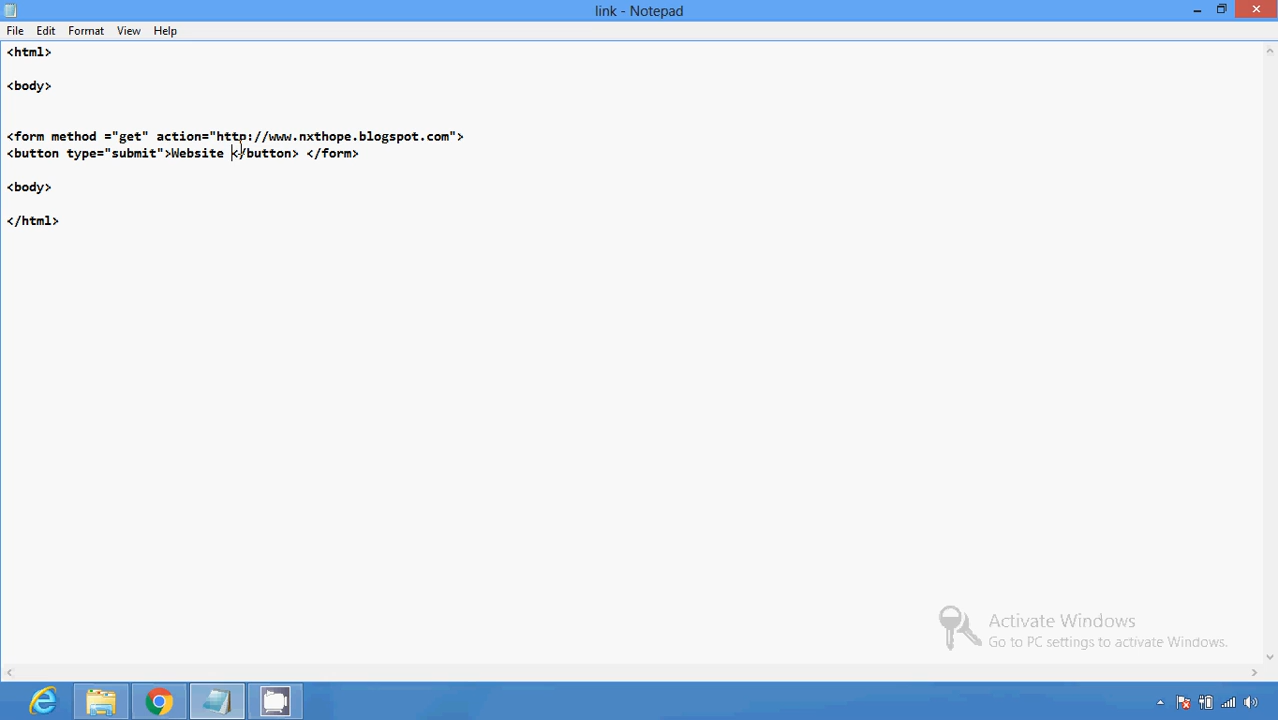 link - Notepad
File Edit Format View Help
<html>
<body>
<form method ="get" action="http://www.nxthope.blogspot.com">
<button type="submit">Website </button> </form>
<body>
</html>
Activate Windows
Go to PC settings to activate Windows.